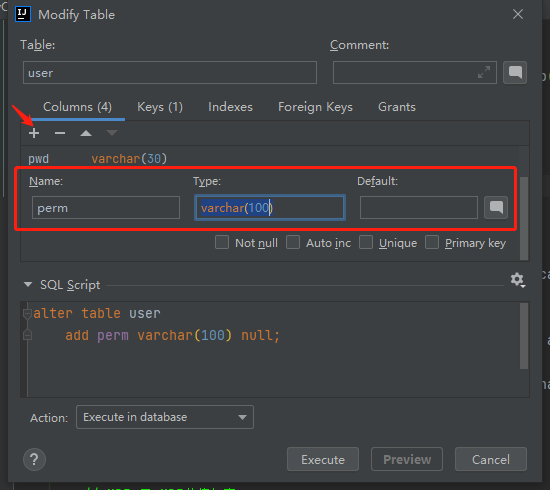 Modify Table
Table:
Comment:
user
Columns (4) Keys (1) Indexes Foreign Keys Grants
pwd varchar(30)
Name: Type: Default:
perm varchar(100)
Not null Auto inc Unique Primary key
SQL Script
alter table user
add perm varchar(100) null;
Action: Execute in database
? Execute Preview Cancel